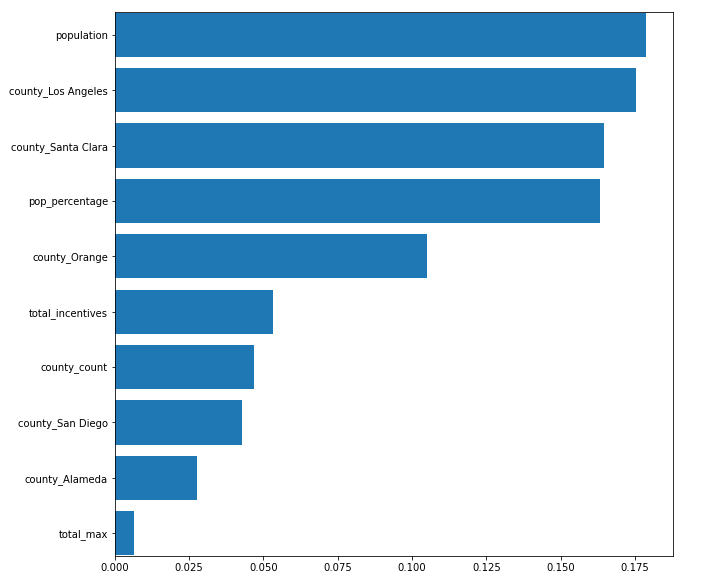 population
county_Los Angeles
county_Santa Clara
pop_percentage
county_Orange
total_incentives
county_count
county_San Diego
county_Alameda
total_max
0.000 0.025 0.050 0.075 0.100 0.125 0.150 0.175